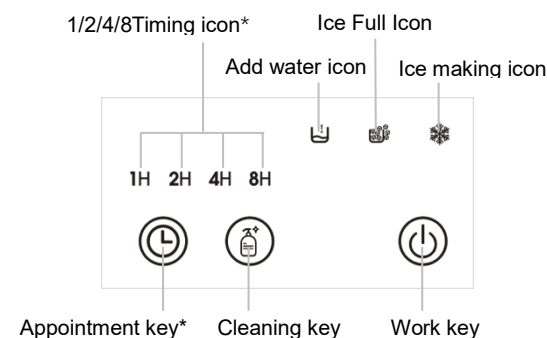 1/2/4/8Timing icon*
Ice Full Icon
Add water icon
Ice making icon
1H 2H 4H 8H
Appointment key*
Cleaning key
Work key